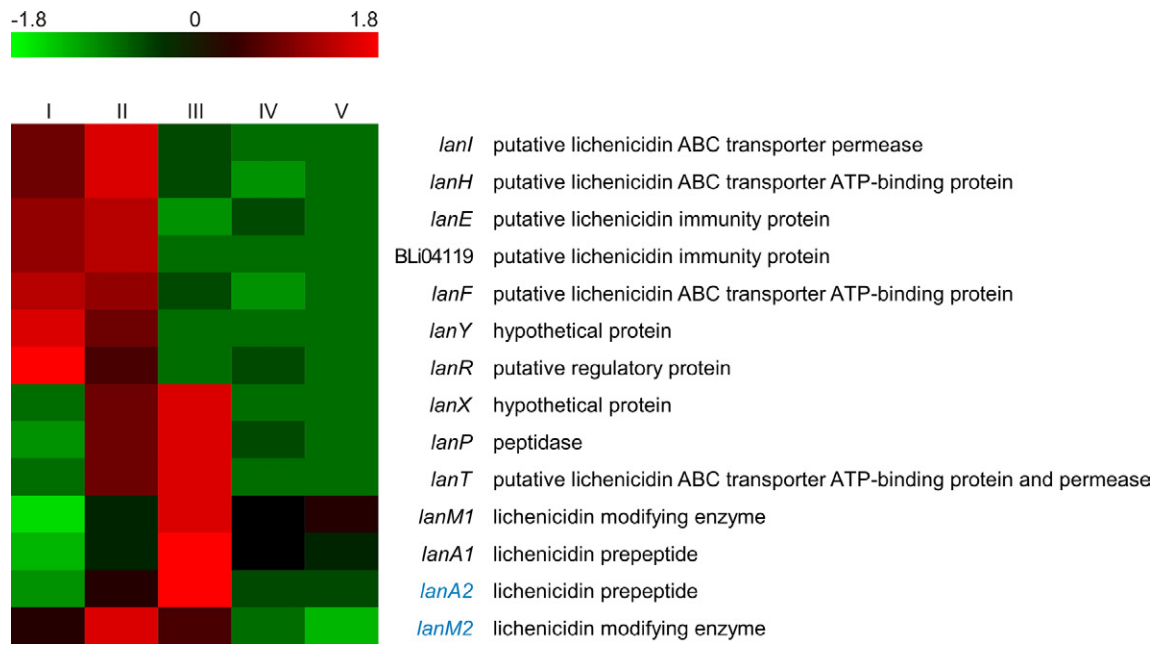 -1.8 0 1.8
I II III IV V
lanI putative lichenicidin ABC transporter permease
lanH putative lichenicidin ABC transporter ATP-binding protein
lanE putative lichenicidin immunity protein
BLi04119 putative lichenicidin immunity protein
lanF putative lichenicidin ABC transporter ATP-binding protein
lanY hypothetical protein
lanR putative regulatory protein
lanX hypothetical protein
lanP peptidase
lanT putative lichenicidin ABC transporter ATP-binding protein and permease
lanM1 lichenicidin modifying enzyme
lanA1 lichenicidin prepeptide
lanA2 lichenicidin prepeptide
lanM2 lichenicidin modifying enzyme